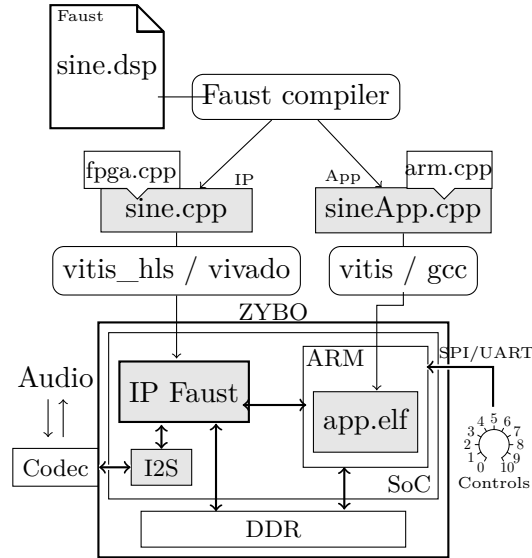 Faust
sine.dsp
Faust compiler
fpga.cpp
IP
App
arm.cpp
sine.cpp
sineApp.cpp
vitis_hls / vivado
vitis / gcc
ZYBO
ARM
SPI/UART
Audio
IP Faust
app.elf
Codec
I2S
SoC
0 1 2 3 4 5 6 7 8 9 10
Controls
DDR